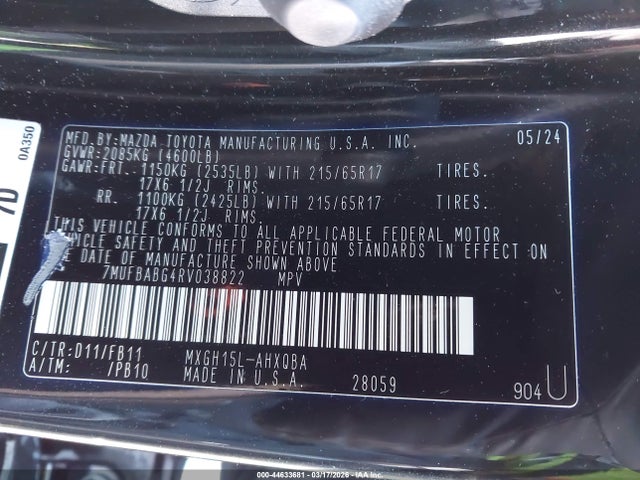 0A350
MFD.BY:MAZDA TOYOTA MANUFACTURING U.S.A. INC. 05/24
GVWR:2085KG (4600LB)
GAWR:FRT. 1150KG (2535LB) WITH 215/65R17 TIRES.
17X6 1/2J RIMS.
RR. 1100KG (2425LB) WITH 215/65R17 TIRES.
17X6 1/2J RIMS.
THIS VEHICLE CONFORMS TO ALL APPLICABLE FEDERAL MOTOR
VEHICLE SAFETY AND THEFT PREVENTION STANDARDS IN EFFECT ON
DATE OF MANUFACTURE SHOWN ABOVE
7MUFBABG4RV038822 MPV
C/TR:D11/FB11 MXGH15L-AHXQBA
A/TM: /PB10 MADE IN U.S.A. 28059 904U
000-44633681 - 03/17/2026 - IAA Inc.